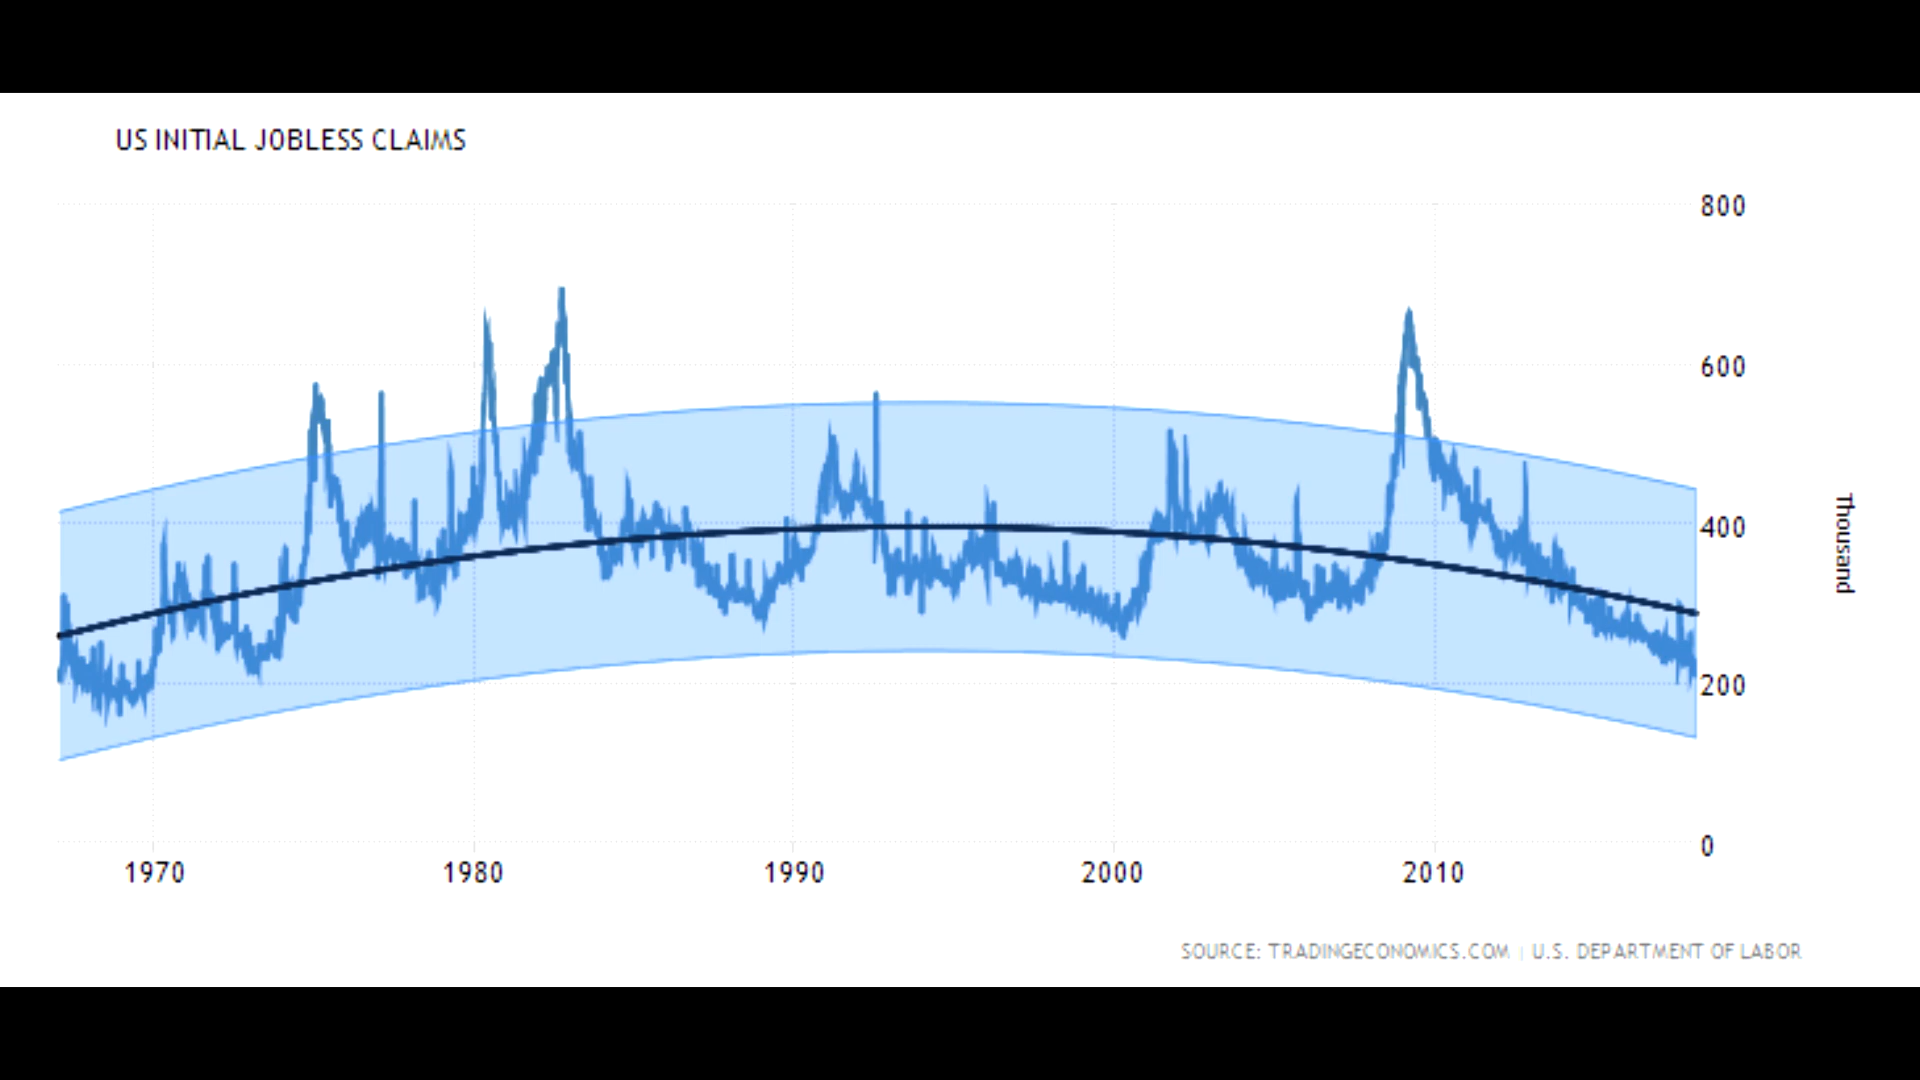 US INITIAL JOBLESS CLAIMS
800
600
400
200
0
Thousand
1970 1980 1990 2000 2010
SOURCE: TRADINGECONOMICS.COM | U.S. DEPARTMENT OF LABOR